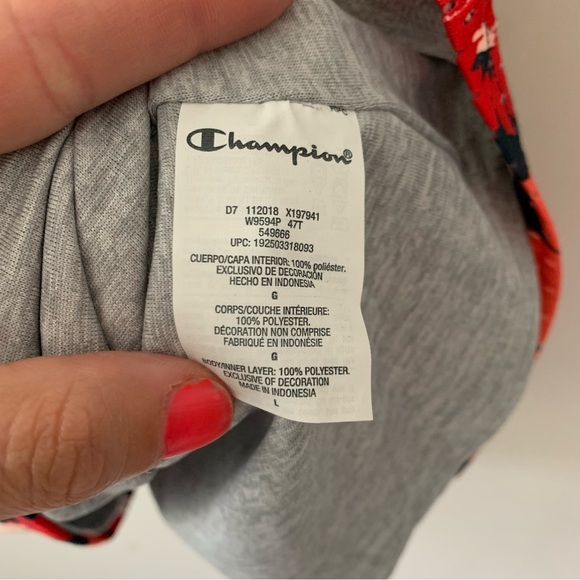 Champion®
D7 112018 X197941
W9594P 47T
549666
UPC: 192503318093
CUERPO/CAPA INTERIOR: 100% poliéster.
EXCLUSIVO DE DECORACIÓN
HECHO EN INDONESIA
G
CORPS/COUCHE INTÉRIEURE:
100% POLYESTER.
DÉCORATION NON COMPRISE
FABRIQUÉ EN INDONÉSIE
G
BODY/INNER LAYER: 100% POLYESTER.
EXCLUSIVE OF DECORATION
MADE IN INDONESIA
L